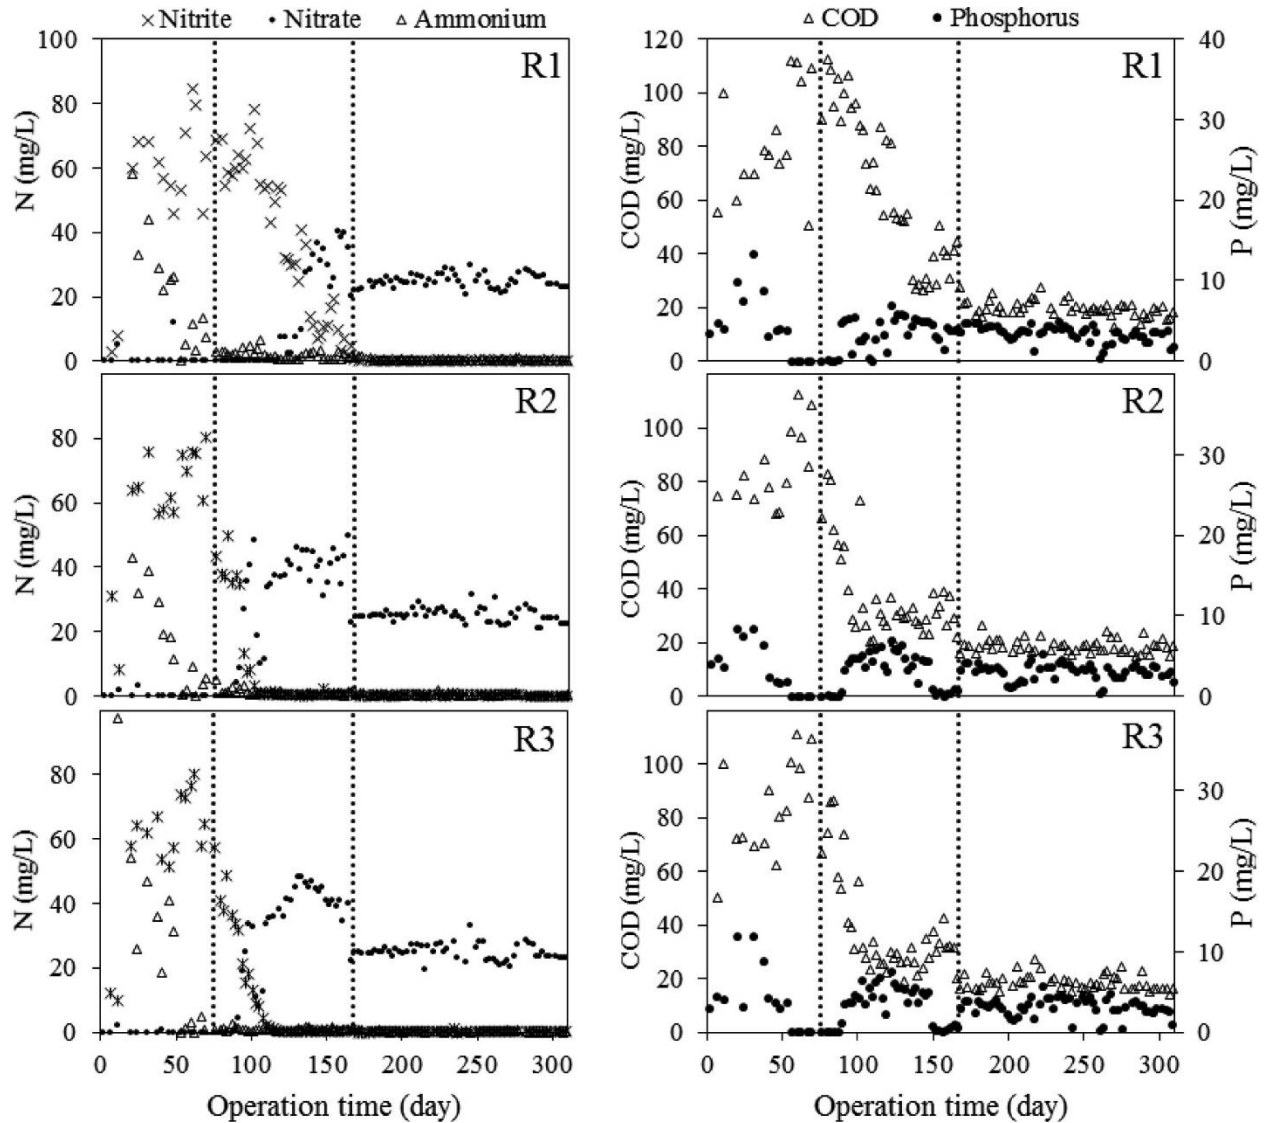 × Nitrite • Nitrate △ Ammonium
100
80
60
40
20
0
N (mg/L)
R1
80
60
40
20
0
N (mg/L)
R2
80
60
40
20
0
N (mg/L)
R3
0 50 100 150 200 250 300
Operation time (day)
△ COD ● Phosphorus
120
100
80
60
40
20
0
COD (mg/L)
R1
40
30
20
10
0
P (mg/L)
100
80
60
40
20
0
COD (mg/L)
R2
30
20
10
0
P (mg/L)
100
80
60
40
20
0
COD (mg/L)
R3
30
20
10
0
P (mg/L)
0 50 100 150 200 250 300
Operation time (day)